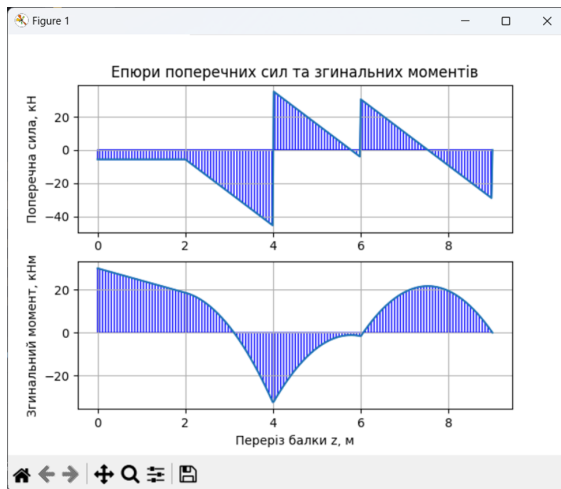 Figure 1
Епюри поперечних сил та згинальних моментів
Поперечна сила, кН
20
0
−20
−40
0 2 4 6 8
Згинальний момент, кНм
20
0
−20
0 2 4 6 8
Переріз балки z, м